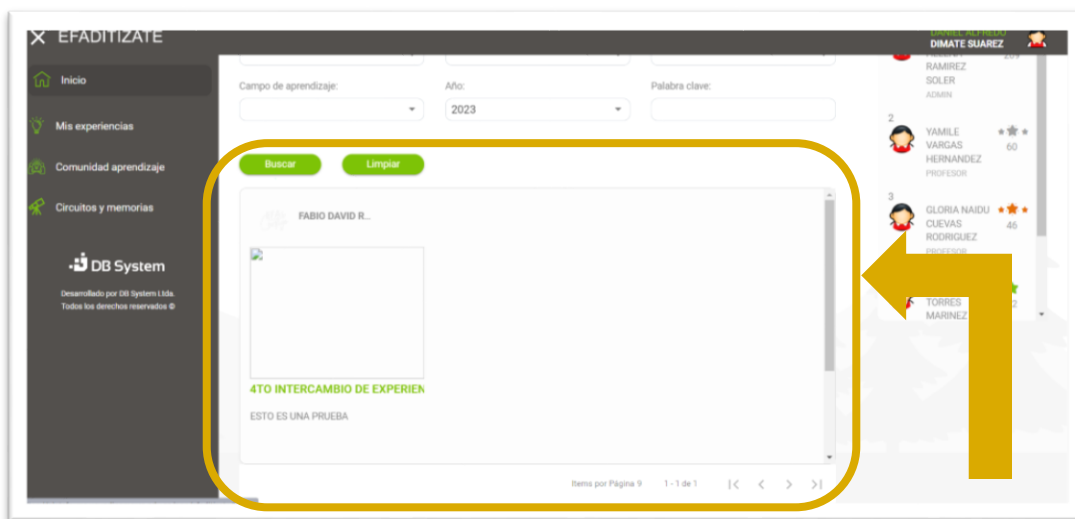 EFADITIZATE
Inicio
Mis experiencias
Comunidad aprendizaje
Circuitos y memorias
DB System
Desarrollado por DB System Ltda.
Todos los derechos reservados ©
Campo de aprendizaje:
Año:
Palabra clave:
2023
Buscar
Limpiar
FABIO DAVID R...
4TO INTERCAMBIO DE EXPERIEN
ESTO ES UNA PRUEBA
Items por Página 9
1 - 1 de 1
|<
<
>
>|
DANIEL ALFREDO
DIMATE SUAREZ
RAMIREZ
SOLER
ADMIN
2
YAMILE
VARGAS
HERNANDEZ
PROFESOR
60
3
GLORIA NAIDU
CUEVAS
RODRIGUEZ
PROFESOR
46
TORRES
MARINEZ